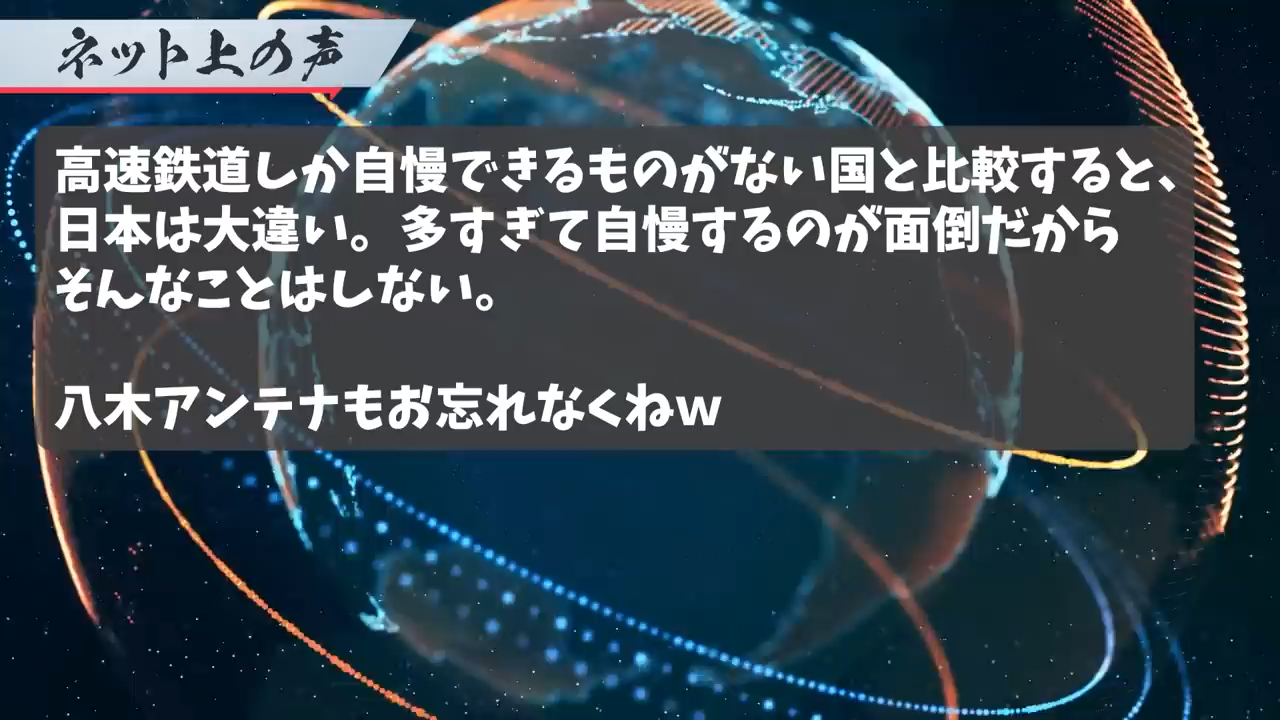 ネット上の声
高速鉄道しか自慢できるものがない国と比較すると、
日本は大違い。多すぎて自慢するのが面倒だから
そんなことはしない。
八木アンテナもお忘れなくねw